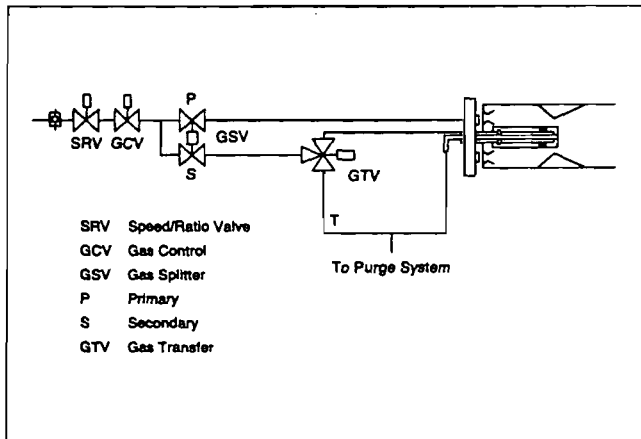 P
SRV GCV
GSV
S
GTV
T
To Purge System
SRV Speed/Ratio Valve
GCV Gas Control
GSV Gas Splitter
P Primary
S Secondary
GTV Gas Transfer